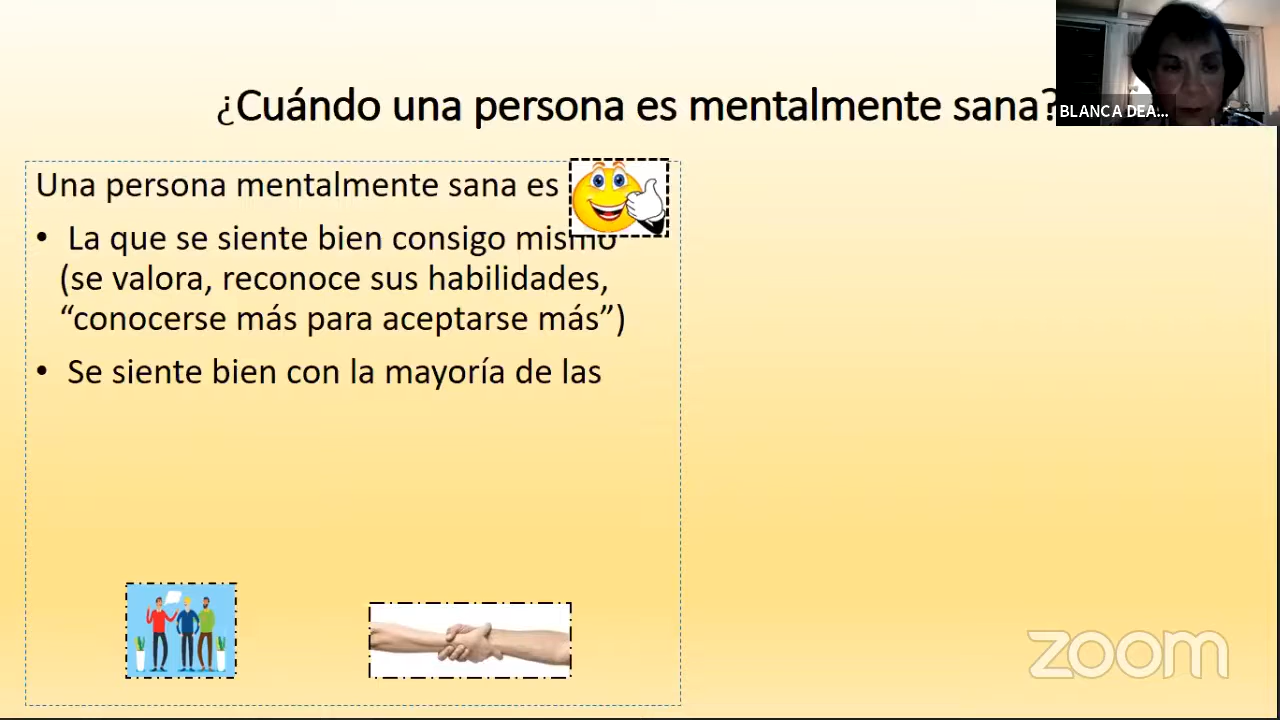 ¿Cuándo una persona es mentalmente sana?
BLANCA DEA...
Una persona mentalmente sana es
• La que se siente bien consigo mismo
(se valora, reconoce sus habilidades,
“conocerse más para aceptarse más”)
• Se siente bien con la mayoría de las
zoom